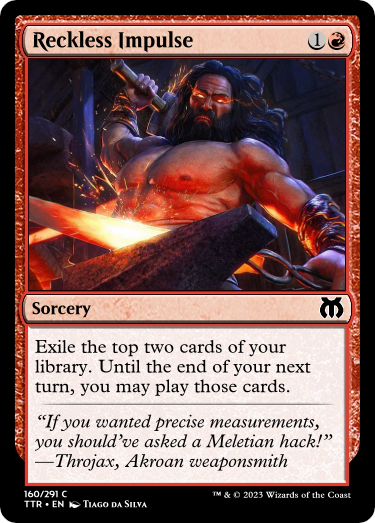 Reckless Impulse 1
Sorcery
Exile the top two cards of your
library. Until the end of your next
turn, you may play those cards.
“If you wanted precise measurements,
you should’ve asked a Meletian hack!”
—Throjax, Akroan weaponsmith
160/291 C
™ & © 2023 Wizards of the Coast
TTR • EN Tiago da Silva